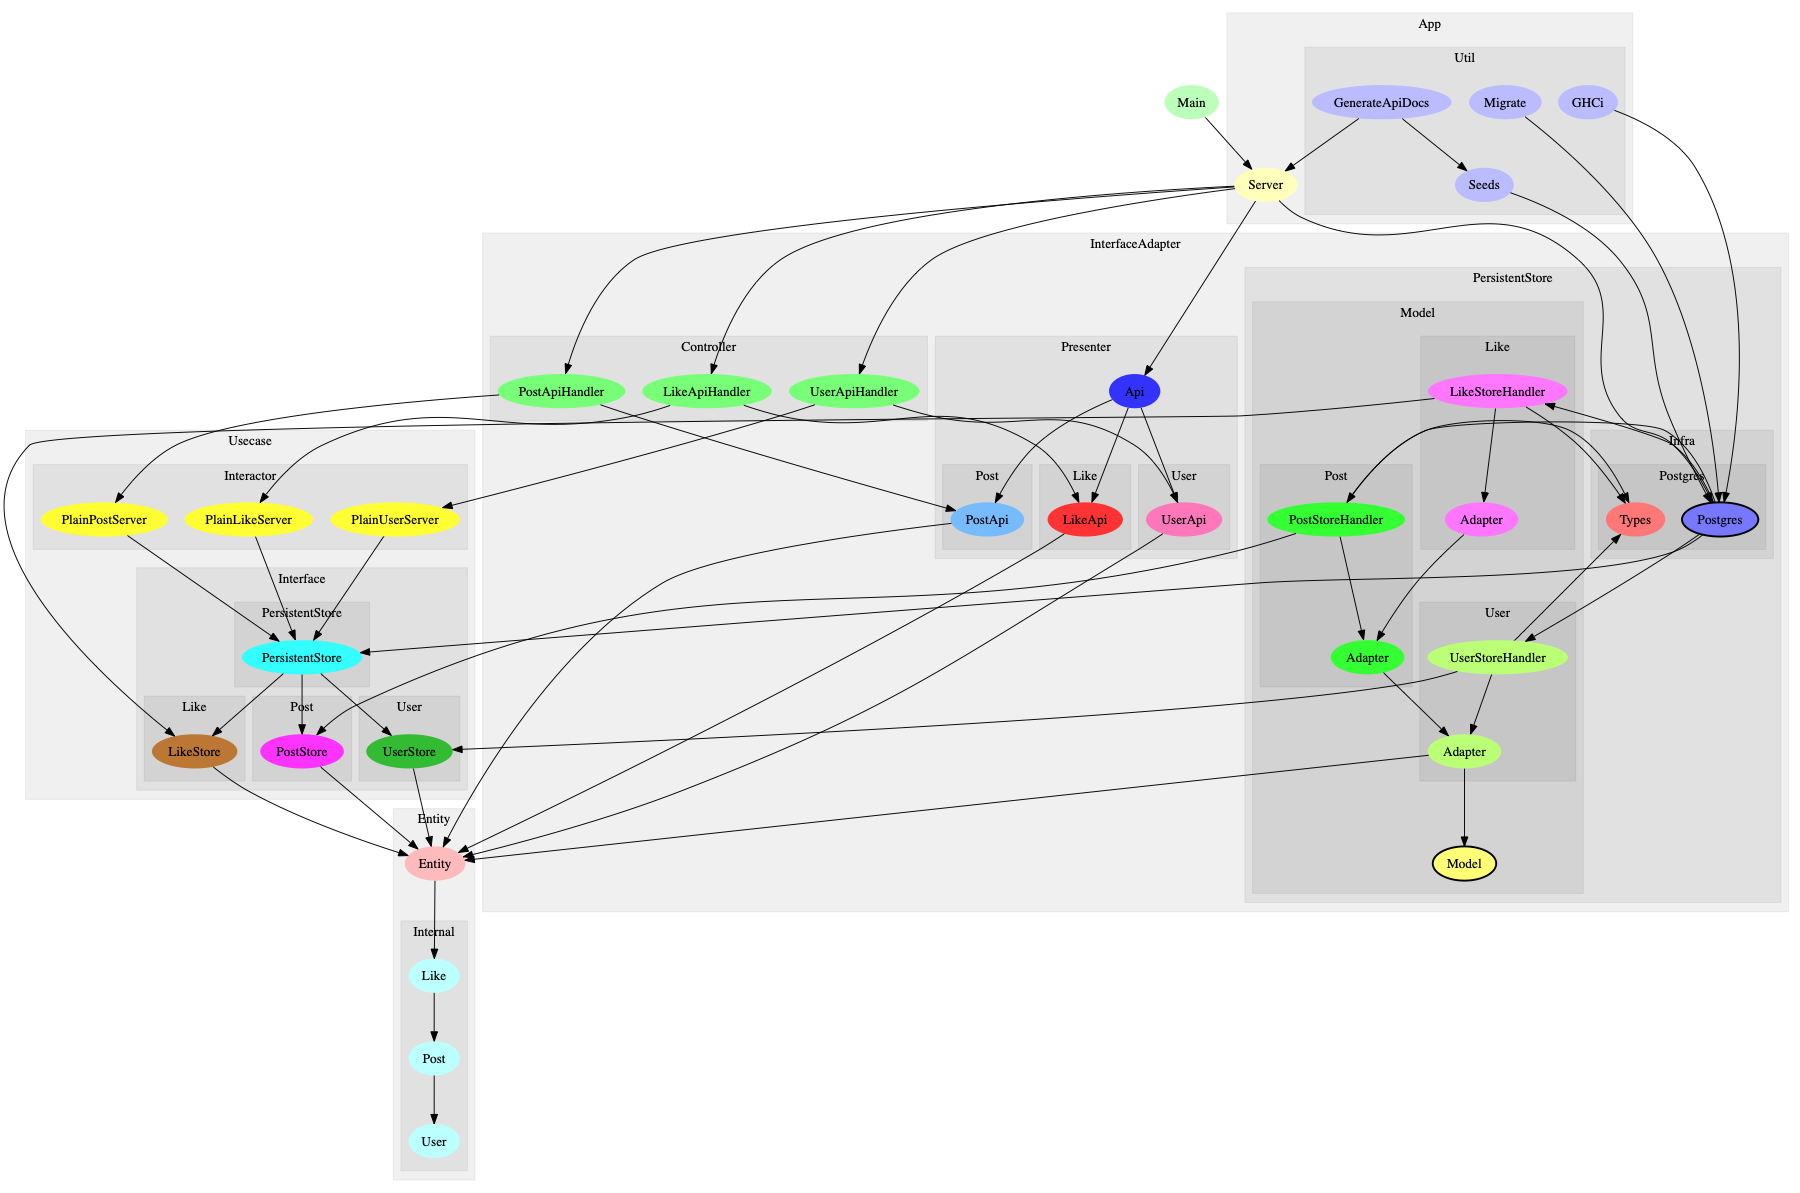 App
Util
Main
GenerateApiDocs
Migrate
GHCi
Server
Seeds
InterfaceAdapter
PersistentStore
Model
Controller
Presenter
Like
PostApiHandler
LikeApiHandler
UserApiHandler
Api
LikeStoreHandler
Usecase
Infra
Interactor
Post
Like
User
Post
Postgres
PlainPostServer
PlainLikeServer
PlainUserServer
PostApi
LikeApi
UserApi
PostStoreHandler
Adapter
Types
Postgres
Interface
PersistentStore
User
PersistentStore
Adapter
UserStoreHandler
Like
Post
User
LikeStore
PostStore
UserStore
Adapter
Entity
Entity
Model
Internal
Like
Post
User